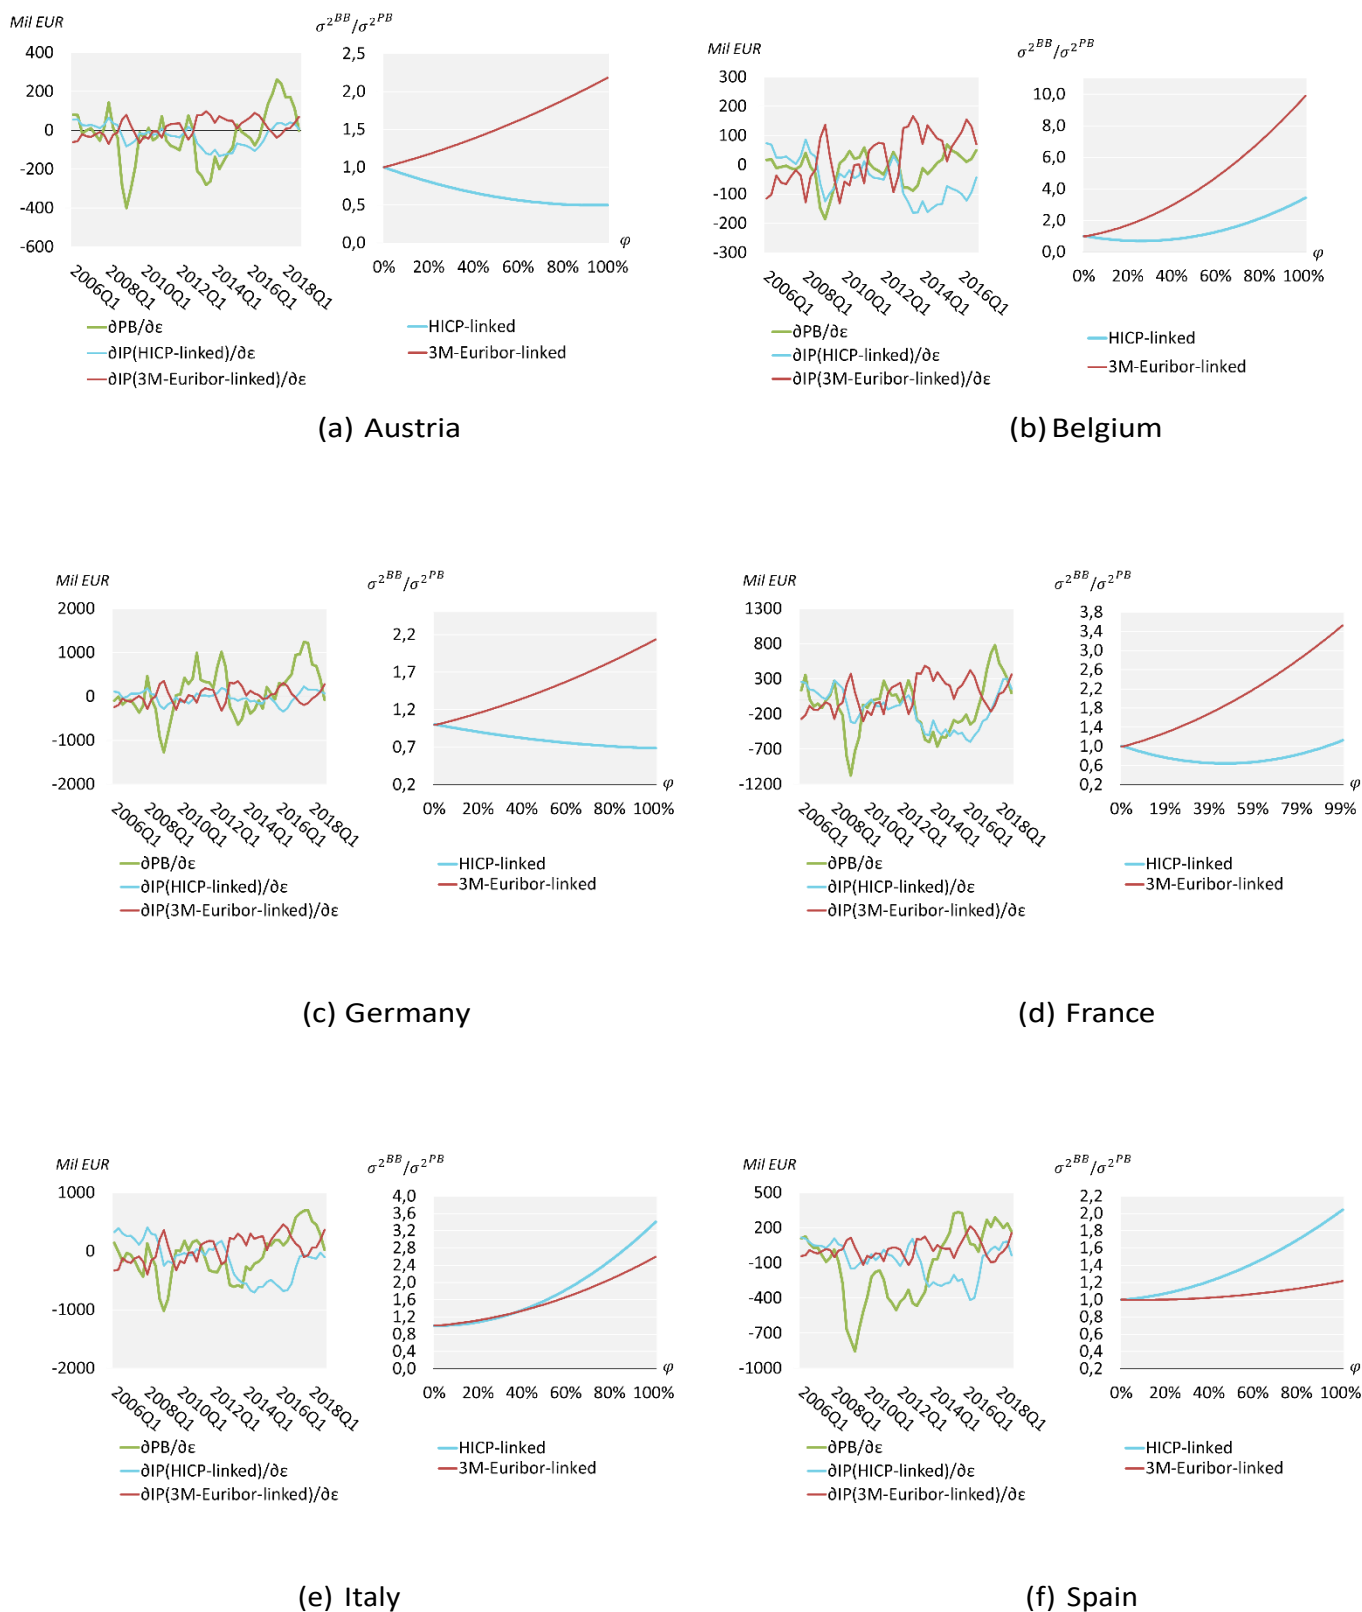 Mil EUR
400
200
0
-200
-400
-600
2006Q1
2008Q1
2010Q1
2012Q1
2014Q1
2016Q1
2018Q1
∂PB/∂ε
∂IP(HICP-linked)/∂ε
∂IP(3M-Euribor-linked)/∂ε
σ²ᴮᴮ/σ²ᴾᴮ
2,5
2,0
1,5
1,0
0,5
0,0
φ
0% 20% 40% 60% 80% 100%
HICP-linked
3M-Euribor-linked
(a) Austria
Mil EUR
300
200
100
0
-100
-200
-300
2006Q1
2008Q1
2010Q1
2012Q1
2014Q1
2016Q1
∂PB/∂ε
∂IP(HICP-linked)/∂ε
∂IP(3M-Euribor-linked)/∂ε
σ²ᴮᴮ/σ²ᴾᴮ
10,0
8,0
6,0
4,0
2,0
0,0
φ
0% 20% 40% 60% 80% 100%
HICP-linked
3M-Euribor-linked
(b) Belgium
Mil EUR
2000
1000
0
-1000
-2000
2006Q1
2008Q1
2010Q1
2012Q1
2014Q1
2016Q1
2018Q1
∂PB/∂ε
∂IP(HICP-linked)/∂ε
∂IP(3M-Euribor-linked)/∂ε
σ²ᴮᴮ/σ²ᴾᴮ
2,2
1,7
1,2
0,7
0,2
φ
0% 20% 40% 60% 80% 100%
HICP-linked
3M-Euribor-linked
(c) Germany
Mil EUR
1300
800
300
-200
-700
-1200
2006Q1
2008Q1
2010Q1
2012Q1
2014Q1
2016Q1
2018Q1
∂PB/∂ε
∂IP(HICP-linked)/∂ε
∂IP(3M-Euribor-linked)/∂ε
σ²ᴮᴮ/σ²ᴾᴮ
3,8
3,4
3,0
2,6
2,2
1,8
1,4
1,0
0,6
0,2
φ
0% 19% 39% 59% 79% 99%
HICP-linked
3M-Euribor-linked
(d) France
Mil EUR
1000
0
-1000
-2000
2006Q1
2008Q1
2010Q1
2012Q1
2014Q1
2016Q1
2018Q1
∂PB/∂ε
∂IP(HICP-linked)/∂ε
∂IP(3M-Euribor-linked)/∂ε
σ²ᴮᴮ/σ²ᴾᴮ
4,0
3,6
3,2
2,8
2,4
2,0
1,6
1,2
0,8
0,4
0,0
φ
0% 20% 40% 60% 80% 100%
HICP-linked
3M-Euribor-linked
(e) Italy
Mil EUR
500
200
-100
-400
-700
-1000
2006Q1
2008Q1
2010Q1
2012Q1
2014Q1
2016Q1
2018Q1
∂PB/∂ε
∂IP(HICP-linked)/∂ε
∂IP(3M-Euribor-linked)/∂ε
σ²ᴮᴮ/σ²ᴾᴮ
2,2
2,0
1,8
1,6
1,4
1,2
1,0
0,8
0,6
0,4
0,2
φ
0% 20% 40% 60% 80% 100%
HICP-linked
3M-Euribor-linked
(f) Spain